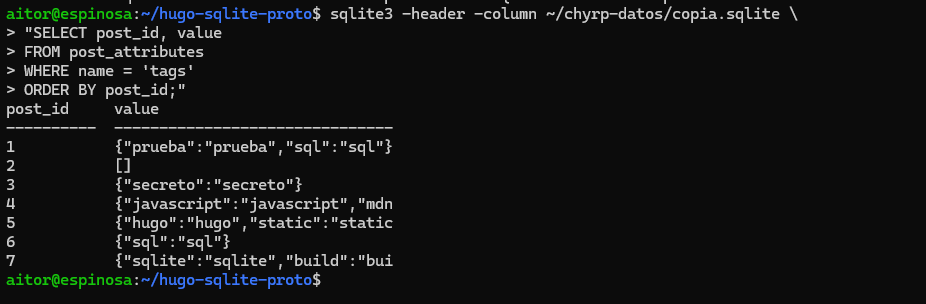 aitor@espinosa:~/hugo-sqlite-proto$ sqlite3 -header -column ~/chyrp-datos/copia.sqlite \
> "SELECT post_id, value
> FROM post_attributes
> WHERE name = 'tags'
> ORDER BY post_id;"
post_id     value
----------  ------------------------------
1           {"prueba":"prueba","sql":"sql"}
2           []
3           {"secreto":"secreto"}
4           {"javascript":"javascript","mdn
5           {"hugo":"hugo","static":"static
6           {"sql":"sql"}
7           {"sqlite":"sqlite","build":"bui
aitor@espinosa:~/hugo-sqlite-proto$